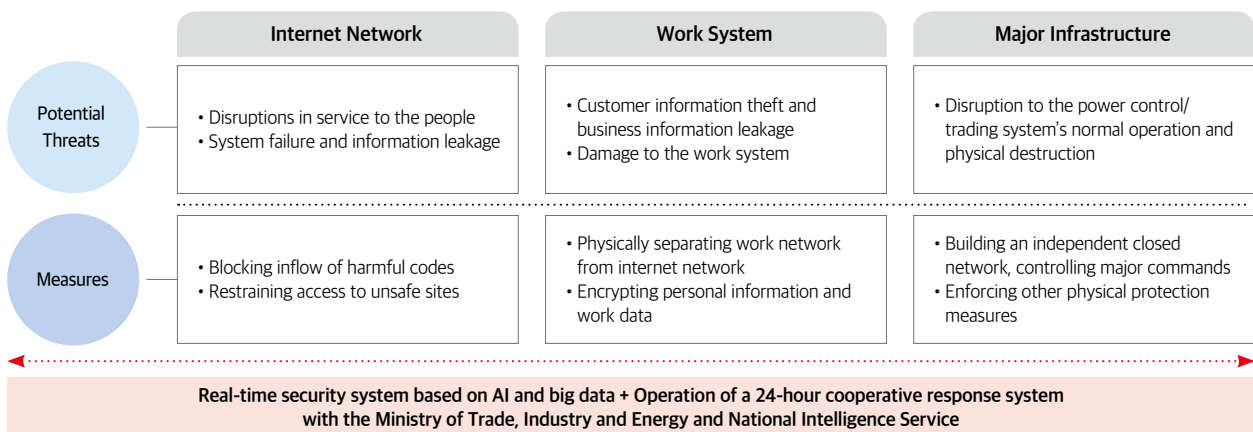 Internet Network
Work System
Major Infrastructure
Potential
Threats
• Disruptions in service to the people
• System failure and information leakage
• Customer information theft and
business information leakage
• Damage to the work system
• Disruption to the power control/
trading system’s normal operation and
physical destruction
Measures
• Blocking inflow of harmful codes
• Restraining access to unsafe sites
• Physically separating work network
from internet network
• Encrypting personal information and
work data
• Building an independent closed
network, controlling major commands
• Enforcing other physical protection
measures
Real-time security system based on AI and big data + Operation of a 24-hour cooperative response system
with the Ministry of Trade, Industry and Energy and National Intelligence Service